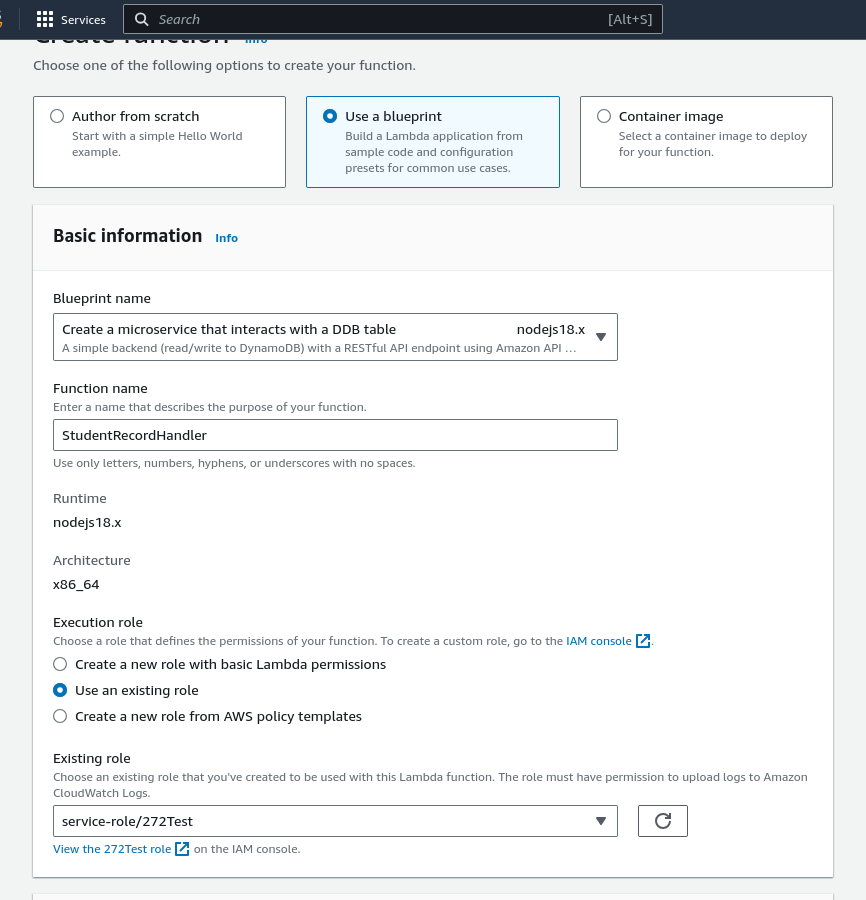 Services
Search
[Alt+S]
Create function Info
Choose one of the following options to create your function.
Author from scratch
Start with a simple Hello World
example.
Use a blueprint
Build a Lambda application from
sample code and configuration
presets for common use cases.
Container image
Select a container image to deploy
for your function.
Basic information Info
Blueprint name
Create a microservice that interacts with a DDB table nodejs18.x
A simple backend (read/write to DynamoDB) with a RESTful API endpoint using Amazon API …
Function name
Enter a name that describes the purpose of your function.
StudentRecordHandler
Use only letters, numbers, hyphens, or underscores with no spaces.
Runtime
nodejs18.x
Architecture
x86_64
Execution role
Choose a role that defines the permissions of your function. To create a custom role, go to the IAM console.
Create a new role with basic Lambda permissions
Use an existing role
Create a new role from AWS policy templates
Existing role
Choose an existing role that you've created to be used with this Lambda function. The role must have permission to upload logs to Amazon
CloudWatch Logs.
service-role/272Test
View the 272Test role on the IAM console.